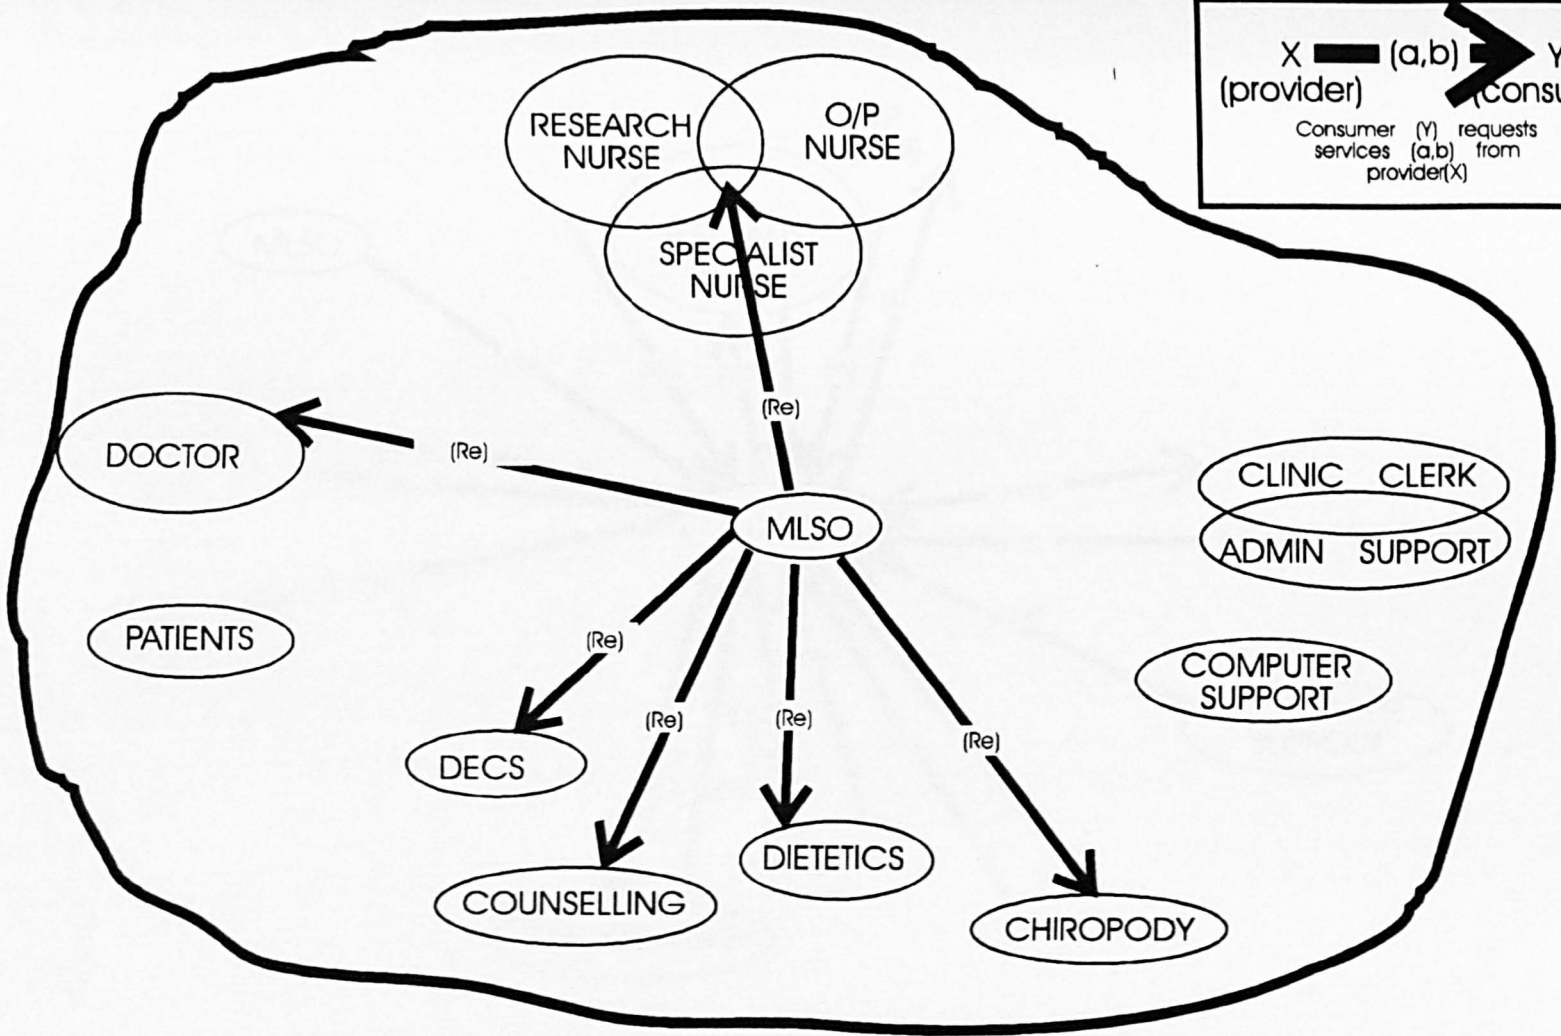 X (a,b) Y
(provider)
Consumer (Y) requests
services (a,b) from
provider(X)
RESEARCH
NURSE
O/P
NURSE
SPECIALIST
NURSE
(Re)
DOCTOR
(Re)
CLINIC CLERK
ADMIN SUPPORT
MLSO
PATIENTS
(Re)
COMPUTER
SUPPORT
(Re)
(Re)
(Re)
DECS
DIETETICS
COUNSELLING
CHIROPODY